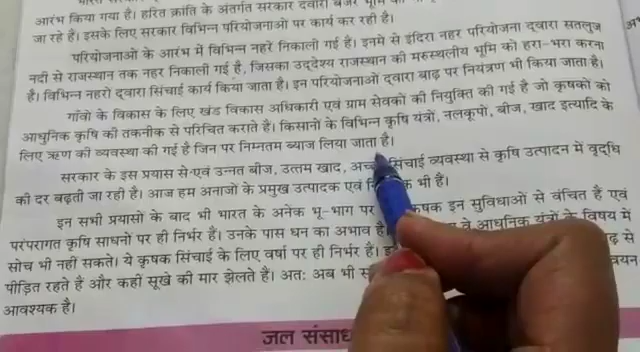 आरंभ किया गया है। हरित क्रांति के अंतर्गत सरकार द्वारा बंजर भूमि
जा रहे हैं। इसके लिए सरकार विभिन्न परियोजनाओ पर कार्य कर रही है।
परियोजनाओ के आरंभ में विभिन्न नहरें निकाली गई हैं। इनमे से इंदिरा नहर परियोजना द्वारा सतलुज
नदी से राजस्थान तक नहर निकाली गई है, जिसका उद्देश्य राजस्थान की मरुस्थलीय भूमि को हरा-भरा करना
है। विभिन्न नहरो द्वारा सिंचाई कार्य किया जाता है। इन परियोजनाओ द्वारा बाढ़ पर नियंत्रण भी किया जाता है।
गांवो के विकास के लिए खंड विकास अधिकारी एवं ग्राम सेवकों की नियुक्ति की गई है जो कृषकों को
आधुनिक कृषि की तकनीक से परिचित कराते है। किसानों के विभिन्न कृषि यंत्रो, नलकूपो, बीज, खाद इत्यादि के
लिए ऋण की व्यवस्था की गई है जिन पर निम्नतम ब्याज लिया जाता है।
सरकार के इस प्रयास से एवं उन्नत बीज, उत्तम खाद, सिंचाई व्यवस्था से कृषि उत्पादन में वृद्धि
की दर बढ़ती जा रही है। आज हम अनाजो के प्रमुख उत्पादक एवं भी हैं।
इन सभी प्रयासो के बाद भी भारत के अनेक भू-भाग पर कृषक इन सुविधाओ से वंचित हैं एवं
परंपरागत कृषि साधनों पर ही निर्भर हैं। उनके पास धन का अभाव है। वे आधुनिक यंत्रो के विषय में
सोच भी नहीं सकते। ये कृषक सिंचाई के लिए वर्षा पर ही निर्भर हैं। से
पीड़ित रहते हैं और कहीं सूखे की मार झेलते हैं। अतः अब भी
आवश्यक है।
जल